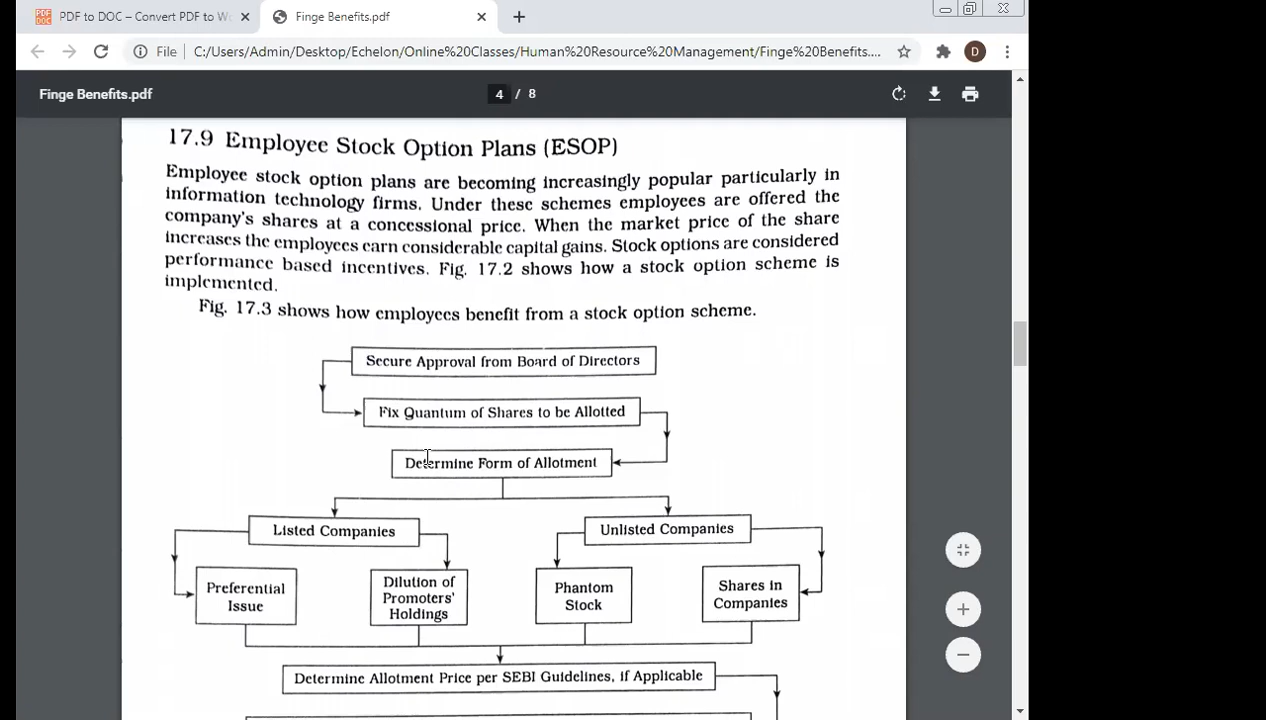 PDF to DOC – Convert PDF to W
Finge Benefits.pdf
File
C:/Users/Admin/Desktop/Echelon/Online%20Classes/Human%20Resource%20Management/Finge%20Benefits....
D
Finge Benefits.pdf
4 / 8
17.9 Employee Stock Option Plans (ESOP)
Employee stock option plans are becoming increasingly popular particularly in
information technology firms. Under these schemes employees are offered the
company's shares at a concessional price. When the market price of the share
increases the employees earn considerable capital gains. Stock options are considered
performance based incentives. Fig. 17.2 shows how a stock option scheme is
implemented.
Fig. 17.3 shows how employees benefit from a stock option scheme.
Secure Approval from Board of Directors
Fix Quantum of Shares to be Allotted
Determine Form of Allotment
Listed Companies
Unlisted Companies
Preferential
Issue
Dilution of
Promoters'
Holdings
Phantom
Stock
Shares in
Companies
Determine Allotment Price per SEBI Guidelines, if Applicable